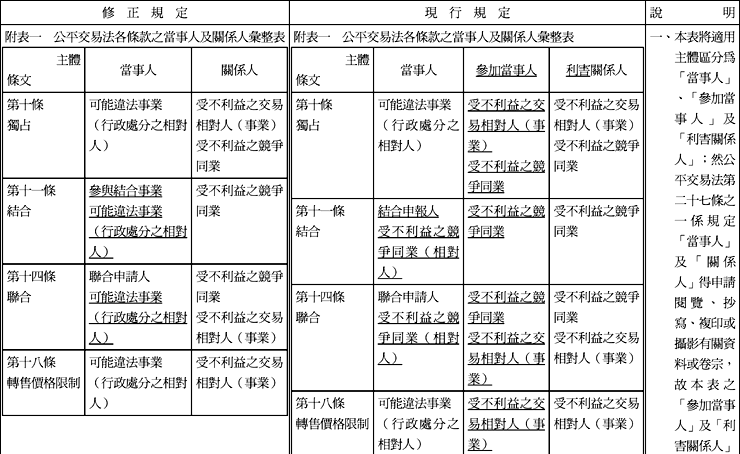 修 正 規 定
附表一 公平交易法各條款之當事人及關係人彙整表
主體
條文
當事人
關係人
第十條
獨占
可能違法事業
（行政處分之相對
人）
受不利益之交易
相對人（事業）
受不利益之競爭
同業
第十一條
結合
參與結合事業
可能違法事業
（行政處分之相對
人）
受不利益之競爭
同業
第十四條
聯合
聯合申請人
可能違法事業
（行政處分之相對
人）
受不利益之競爭
同業
受不利益之交易
相對人（事業）
第十八條
轉售價格限制
可能違法事業
（行政處分之相對
人）
受不利益之交易
相對人（事業）
現 行 規 定
附表一 公平交易法各條款之當事人及關係人彙整表
主體
條文
當事人
參加當事人
利害關係人
第十條
獨占
可能違法事業
（行政處分之
相對人）
受不利益之交
易相對人（事
業）
受不利益之競
爭同業
受不利益之交易
相對人（事業）
受不利益之競爭
同業
第十一條
結合
結合申報人
受不利益之競
爭同業（相對
人）
受不利益之競
爭同業
受不利益之競爭
同業
第十四條
聯合
聯合申請人
受不利益之競
爭同業（相對
人）
受不利益之競
爭同業
受不利益之交
易相對人（事
業）
受不利益之競爭
同業
受不利益之交易
相對人（事業）
第十八條
轉售價格限制
可能違法事業
（行政處分之
相對人）
受不利益之交
易相對人（事
業）
受不利益之交易
相對人（事業）
說 明
一、本表將適用
主體區分為
「當事人」
、「參加當
事人」及
「利害關係
人」；然公
平交易法第
二十七條之
一係規定
「當事人」
及「關係
人」得申請
閱覽、抄
寫、複印或
攝影有關資
料或卷宗，
故本表之
「參加當事
人」及「利
害關係人」